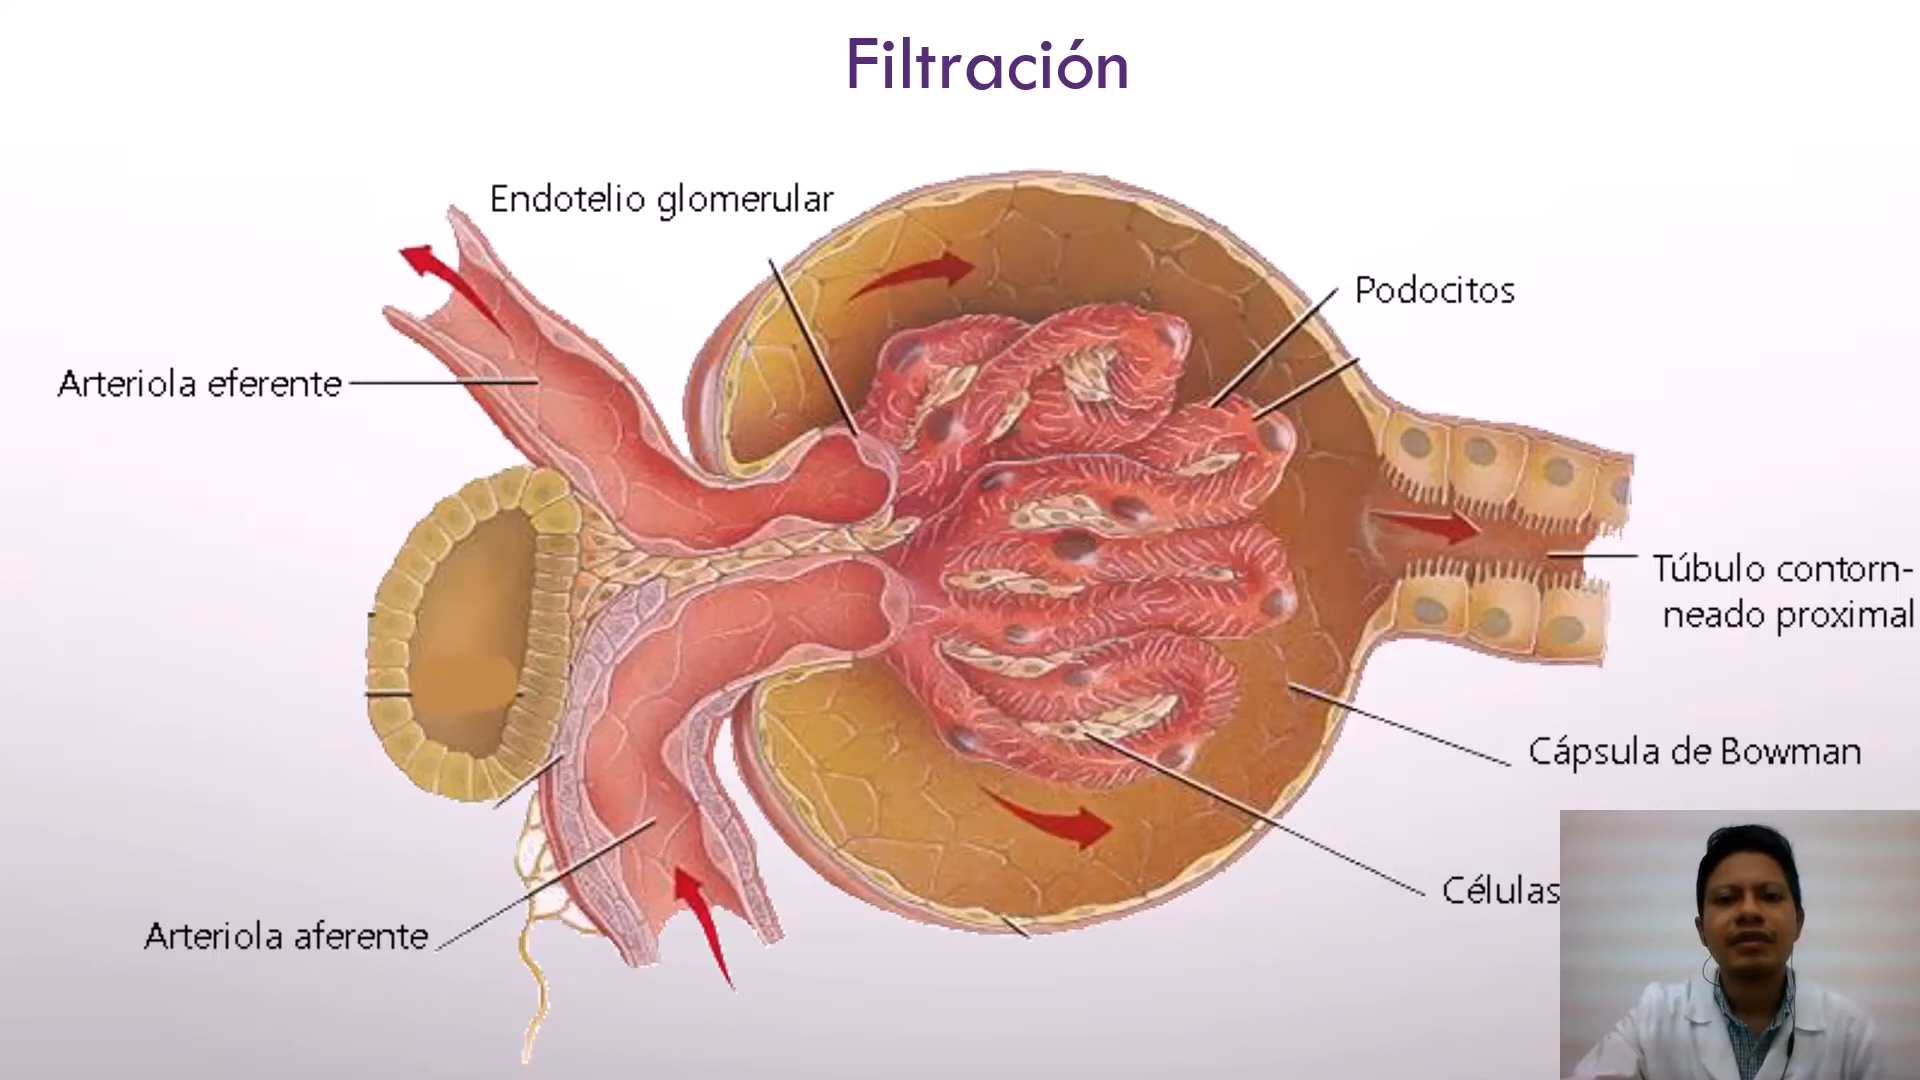 Filtración
Endotelio glomerular
Podocitos
Arteriola eferente
Túbulo contorn-
neado proximal
Cápsula de Bowman
Células
Arteriola aferente